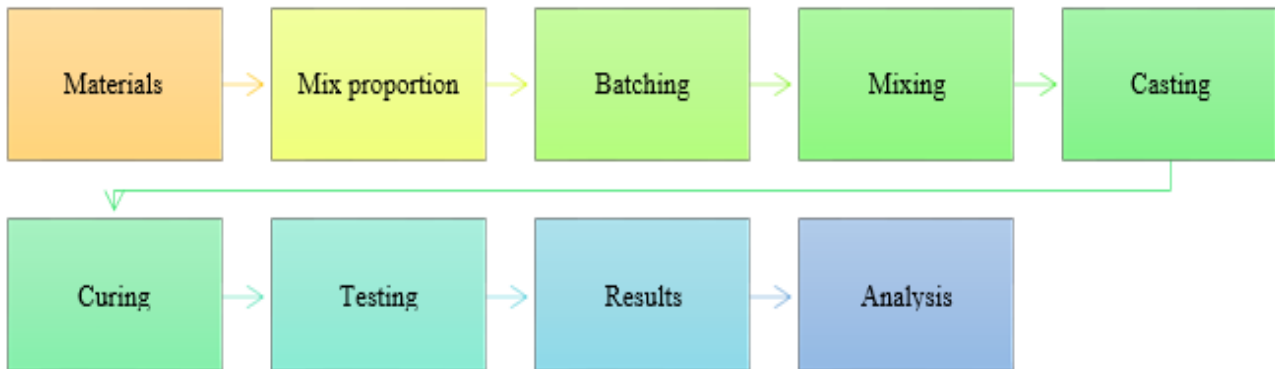 Materials
Mix proportion
Batching
Mixing
Casting
Curing
Testing
Results
Analysis